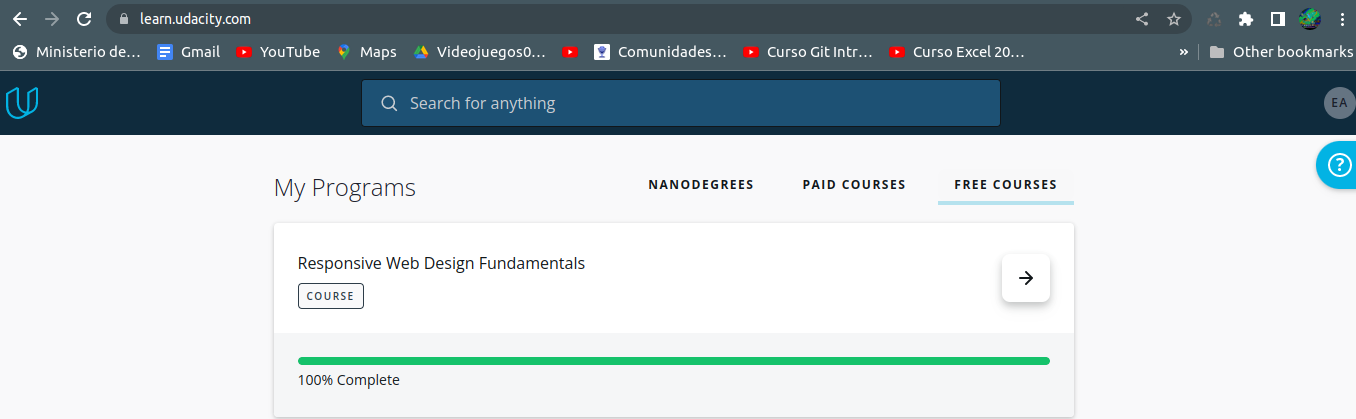 learn.udacity.com
Ministerio de... Gmail YouTube Maps Videojuegos0... Comunidades... Curso Git Intr... Curso Excel 20... » Other bookmarks
Search for anything
EA
?
My Programs NANODEGREES PAID COURSES FREE COURSES
Responsive Web Design Fundamentals
COURSE
100% Complete